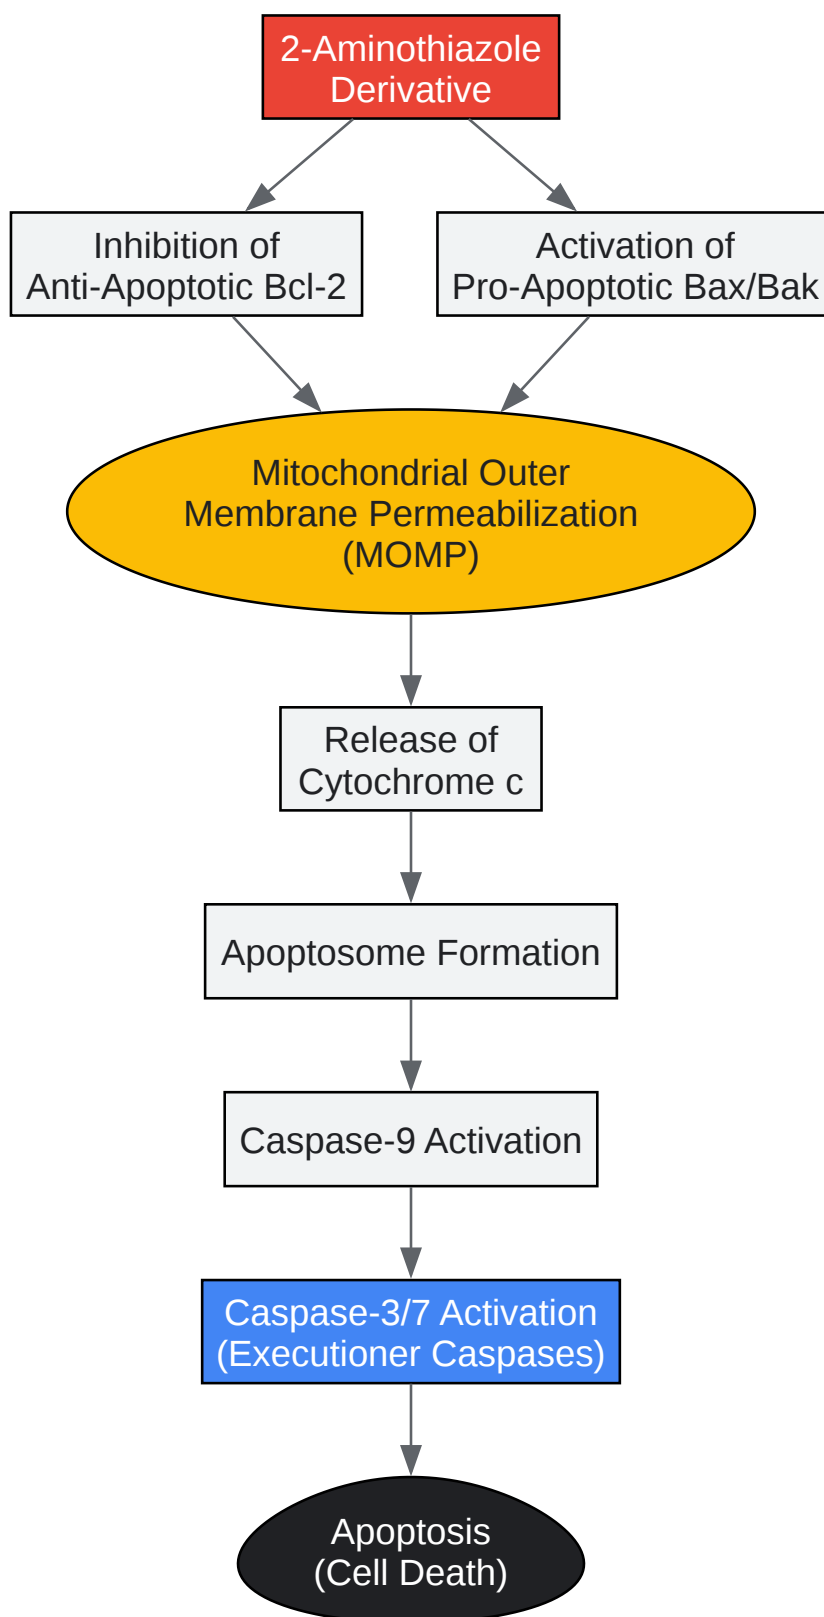 2-Aminothiazole
Derivative
Inhibition of
Anti-Apoptotic Bcl-2
Activation of
Pro-Apoptotic Bax/Bak
Mitochondrial Outer
Membrane Permeabilization
(MOMP)
Release of
Cytochrome c
Apoptosome Formation
Caspase-9 Activation
Caspase-3/7 Activation
(Executioner Caspases)
Apoptosis
(Cell Death)